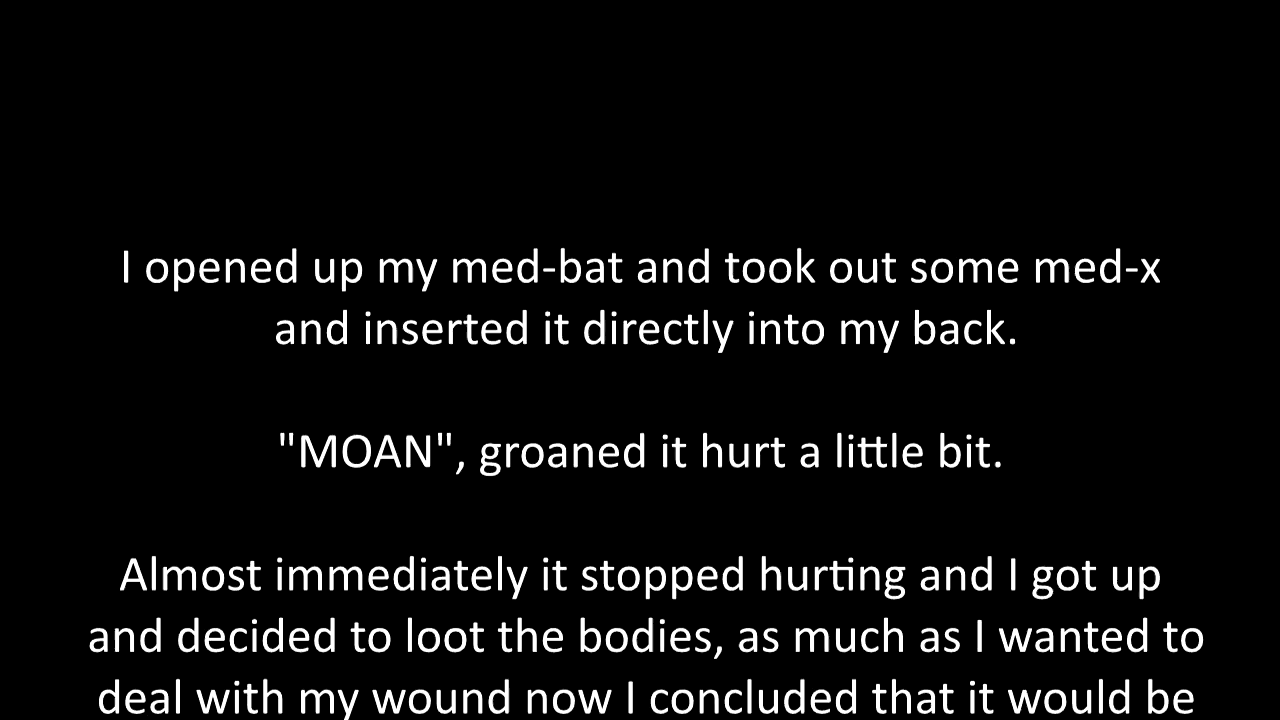 I opened up my med-bat and took out some med-x
and inserted it directly into my back.
"MOAN", groaned it hurt a little bit.
Almost immediately it stopped hurting and I got up
and decided to loot the bodies, as much as I wanted to
deal with my wound now I concluded that it would be